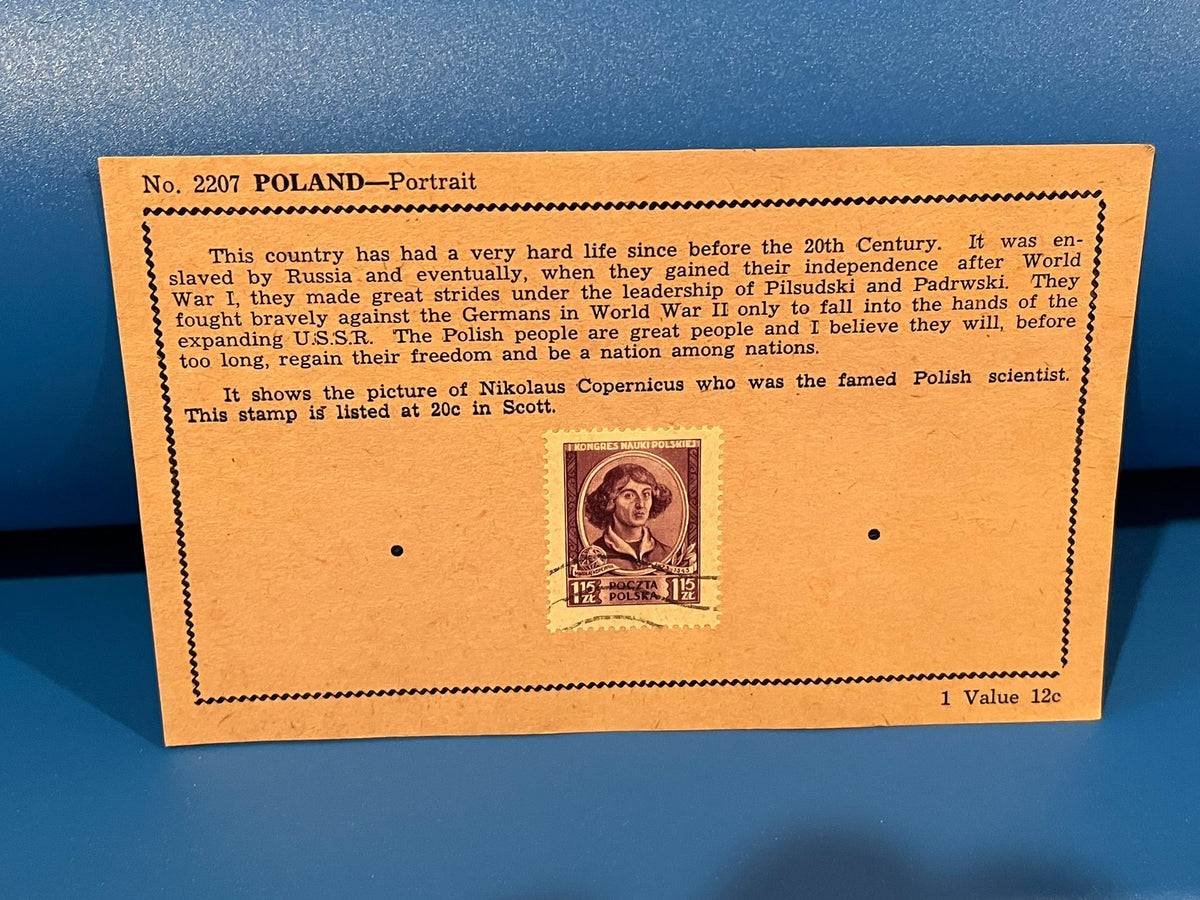 No. 2207 POLAND—Portrait
This country has had a very hard life since before the 20th Century. It was en-
slaved by Russia and eventually, when they gained their independence after World
War I, they made great strides under the leadership of Pilsudski and Padrwski. They
fought bravely against the Germans in World War II only to fall into the hands of the
expanding U.S.S.R. The Polish people are great people and I believe they will, before
too long, regain their freedom and be a nation among nations.
It shows the picture of Nikolaus Copernicus who was the famed Polish scientist.
This stamp is listed at 20c in Scott.
I KONGRES NAUKI POLSKIEJ
1 15 ZŁ POCZTA POLSKA 1 15 ZŁ
1 Value 12c